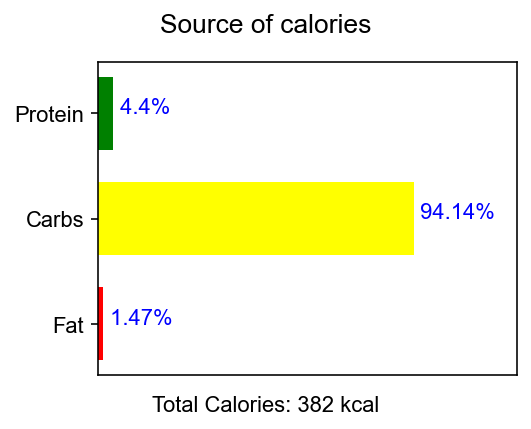 Source of calories
Protein 4.4%
Carbs 94.14%
Fat 1.47%
Total Calories: 382 kcal